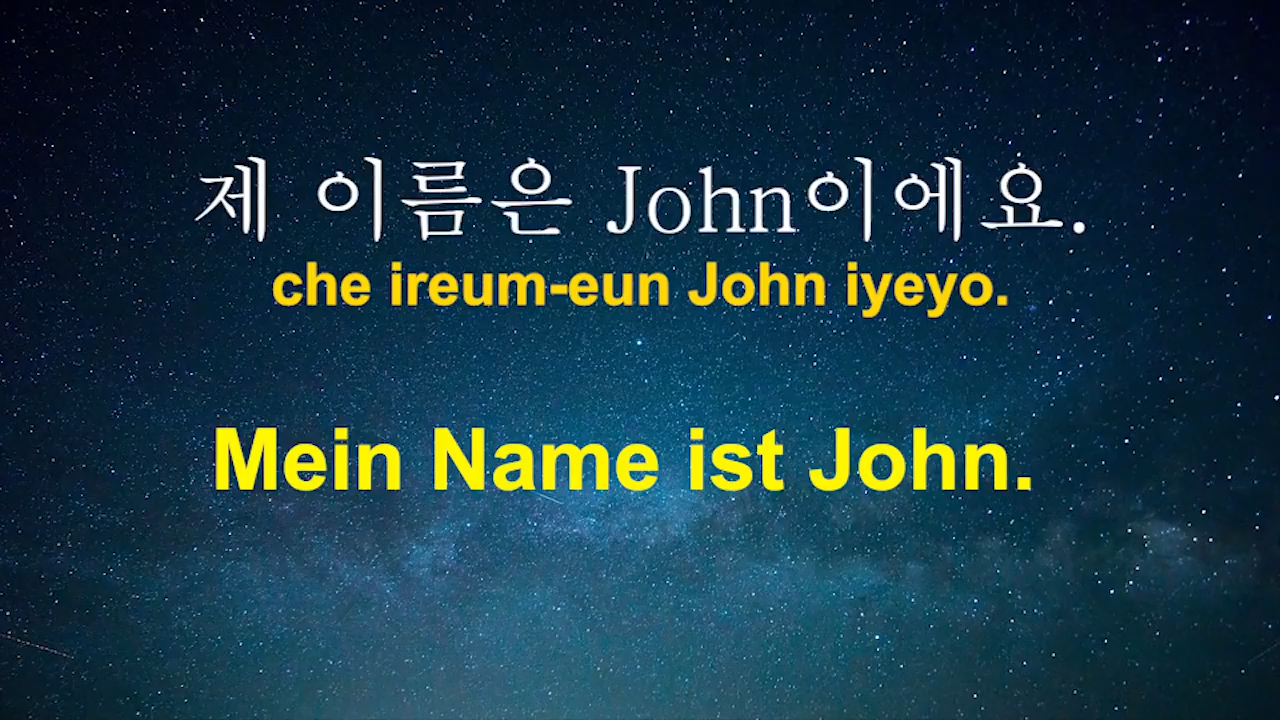 제 이름은 John이에요.
che ireum-eun John iyeyo.
Mein Name ist John.